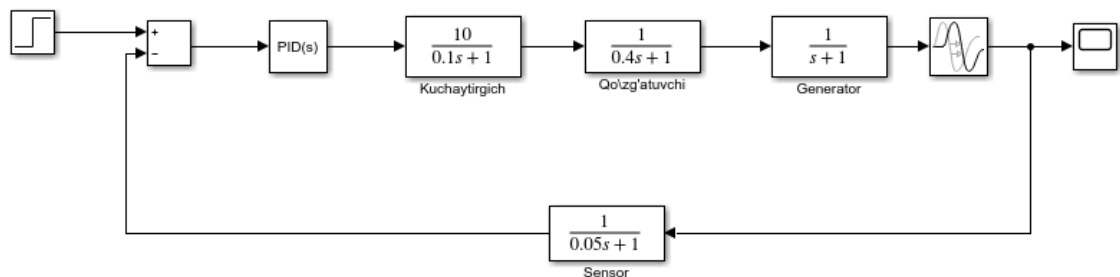 +
−
PID(s)
10
0.1s + 1
Kuchaytirgich
1
0.4s + 1
Qo\zg'atuvchi
1
s + 1
Generator
1
0.05s + 1
Sensor